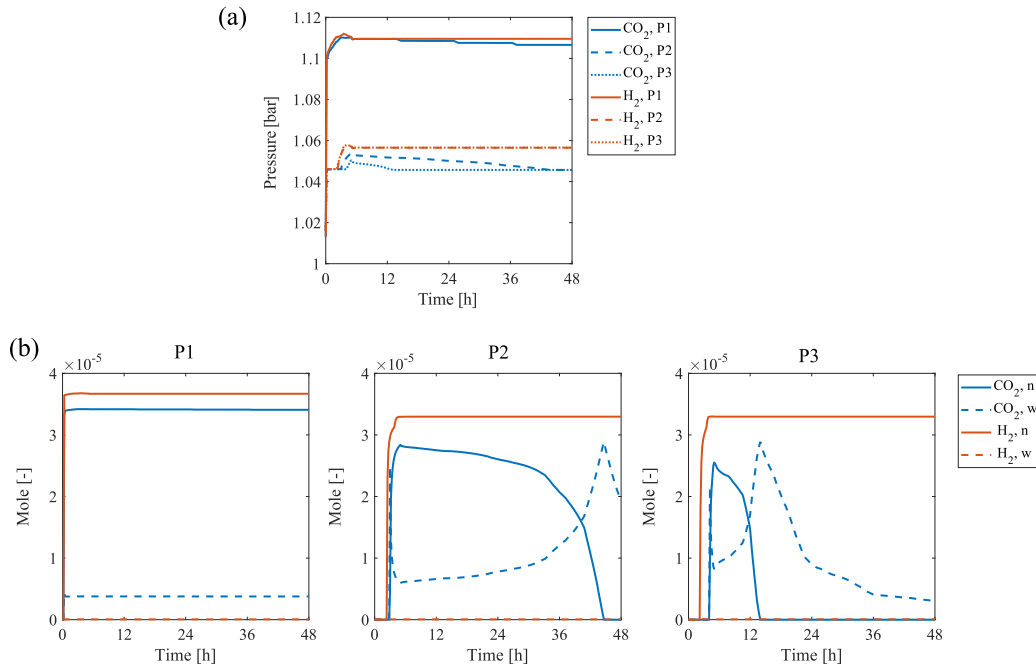 (a)
1.12
1.1
1.08
1.06
1.04
1.02
1
Pressure [bar]
0 12 24 36 48
Time [h]
CO2, P1
CO2, P2
CO2, P3
H2, P1
H2, P2
H2, P3
(b)
P1
×10-5
4
3
2
1
0
Mole [-]
0 12 24 36 48
Time [h]
P2
×10-5
4
3
2
1
0
Mole [-]
0 12 24 36 48
Time [h]
P3
×10-5
4
3
2
1
0
Mole [-]
0 12 24 36 48
Time [h]
CO2, n
CO2, w
H2, n
H2, w